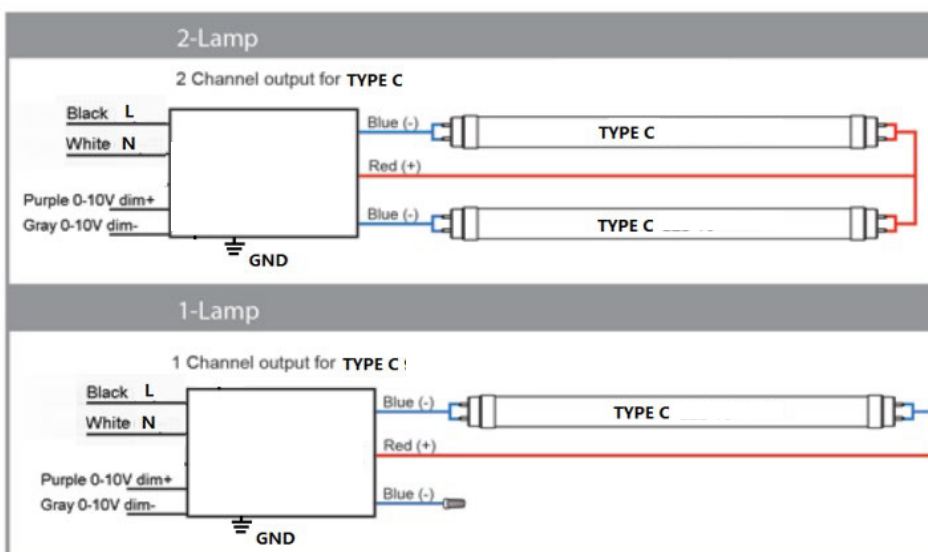 2-Lamp
2 Channel output for TYPE C
Black L
Blue (-)
TYPE C
White N
Red (+)
Purple 0-10V dim+
Blue (-)
TYPE C
Gray 0-10V dim-
GND
1-Lamp
1 Channel output for TYPE C
Black L
Blue (-)
TYPE C
White N
Red (+)
Purple 0-10V dim+
Blue (-)
Gray 0-10V dim-
GND